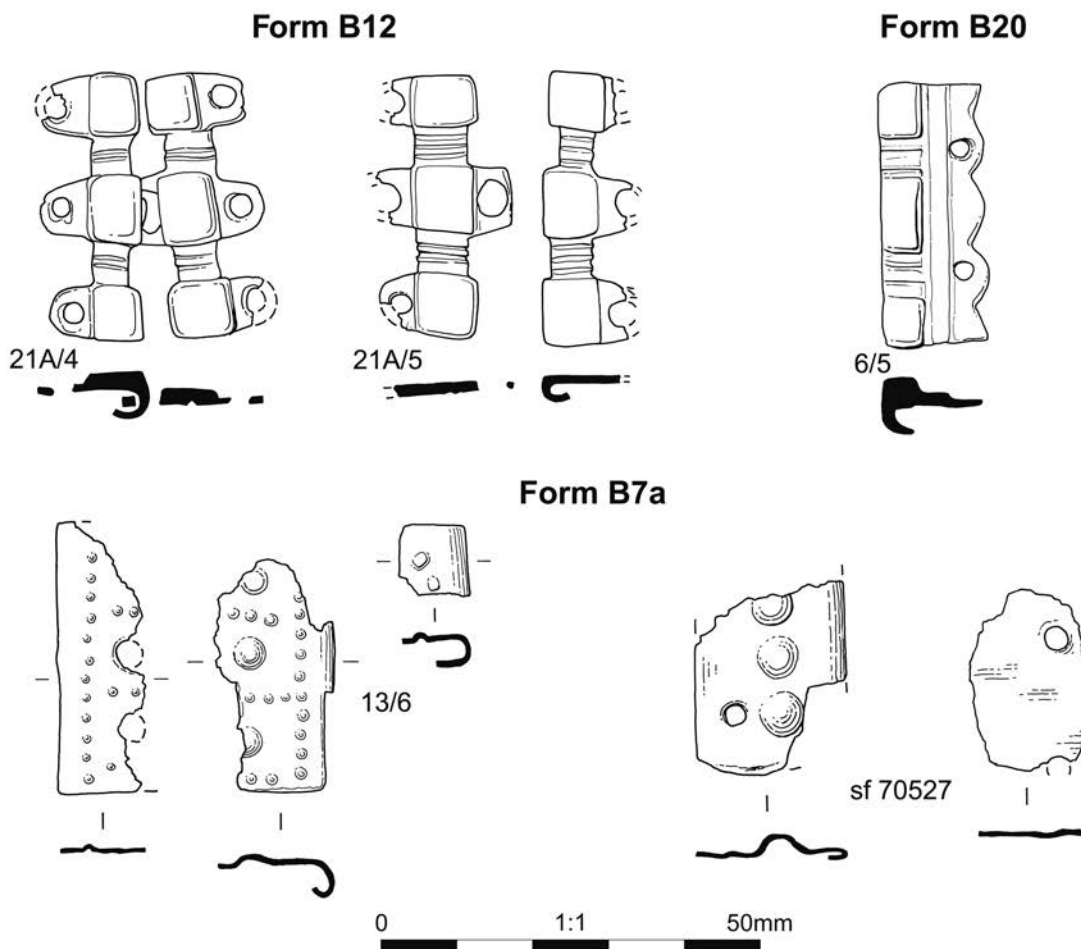 Form B12
Form B20
21A/4
21A/5
6/5
Form B7a
13/6
sf 70527
0 1:1 50mm